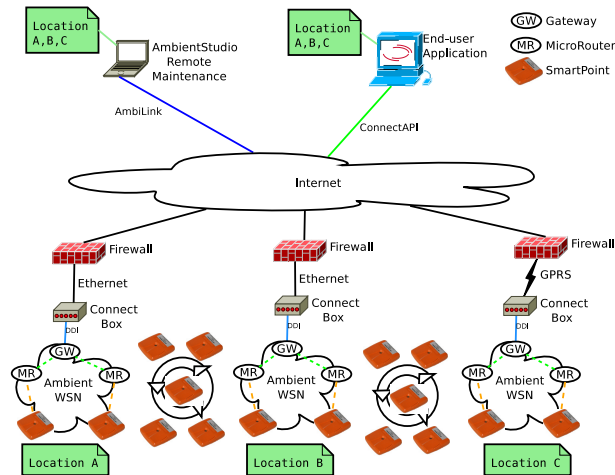 Location
A,B,C
AmbientStudio
Remote
Maintenance
Location
A,B,C
End-user
Application
GW
Gateway
MR
MicroRouter
SmartPoint
AmbiLink
ConnectAPI
Internet
Firewall
Firewall
Firewall
Ethernet
Ethernet
GPRS
Connect
Box
Connect
Box
Connect
Box
DDI
DDI
DDI
GW
GW
GW
MR
MR
MR
MR
MR
MR
Ambient
WSN
Ambient
WSN
Ambient
WSN
Location A
Location B
Location C